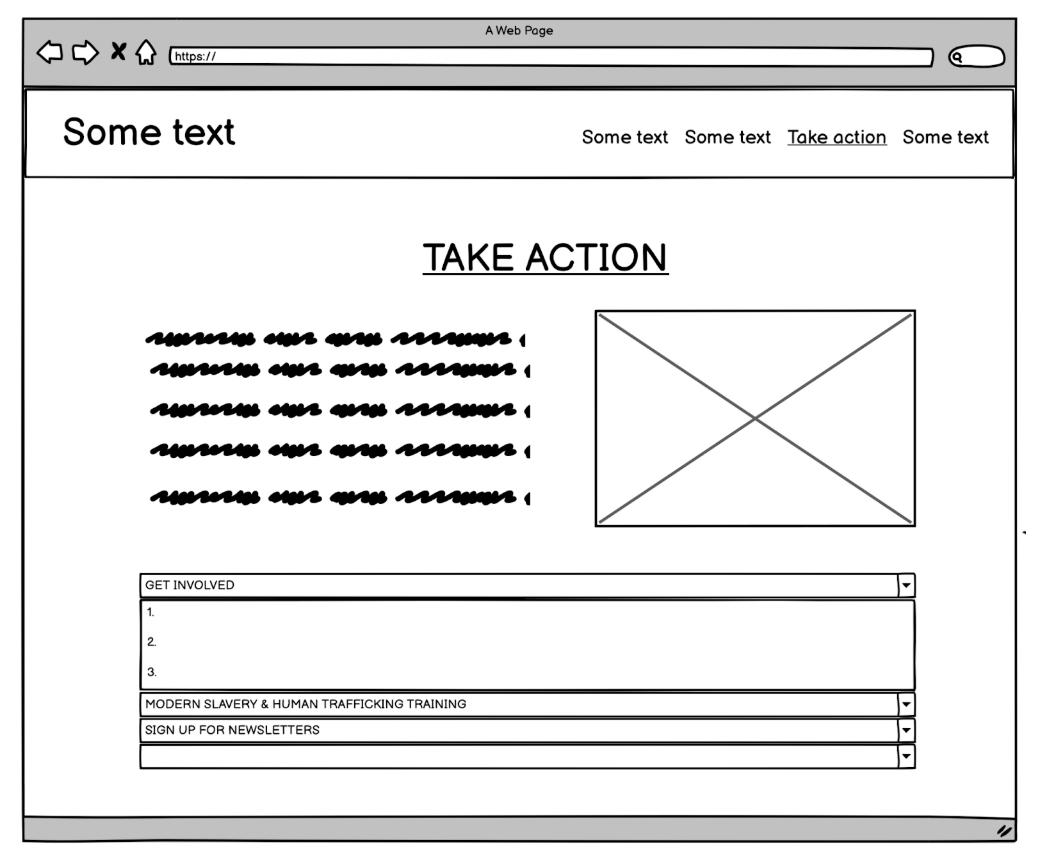 A Web Page
https://
Some text
Some text Some text Take action Some text
TAKE ACTION
GET INVOLVED
1.
2.
3.
MODERN SLAVERY & HUMAN TRAFFICKING TRAINING
SIGN UP FOR NEWSLETTERS